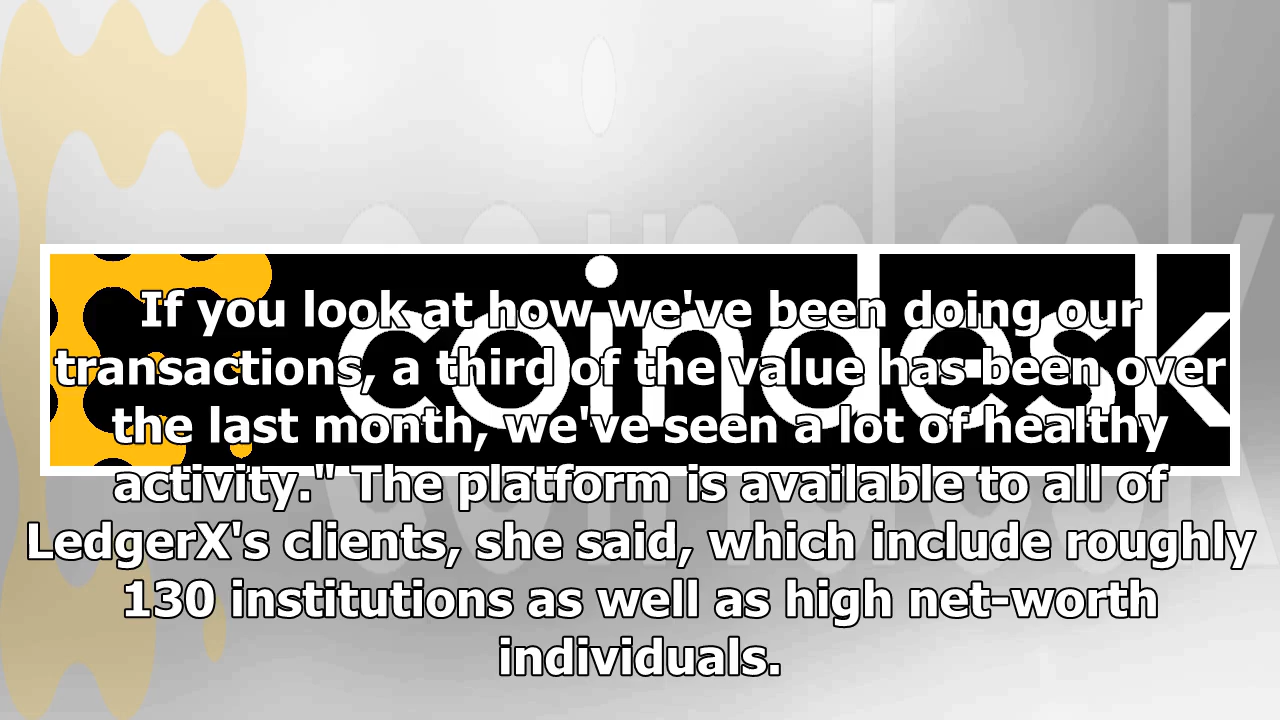 coindesk
If you look at how we've been doing our
transactions, a third of the value has been over
the last month, we've seen a lot of healthy
activity." The platform is available to all of
LedgerX's clients, she said, which include roughly
130 institutions as well as high net-worth
individuals.